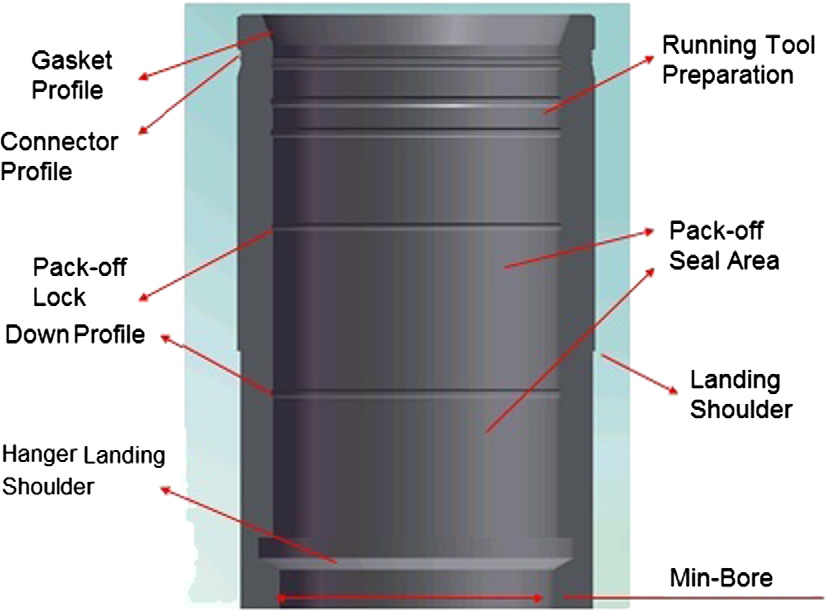 Gasket
Profile
Connector
Profile
Pack-off
Lock
Down Profile
Hanger Landing
Shoulder
Running Tool
Preparation
Pack-off
Seal Area
Landing
Shoulder
Min-Bore